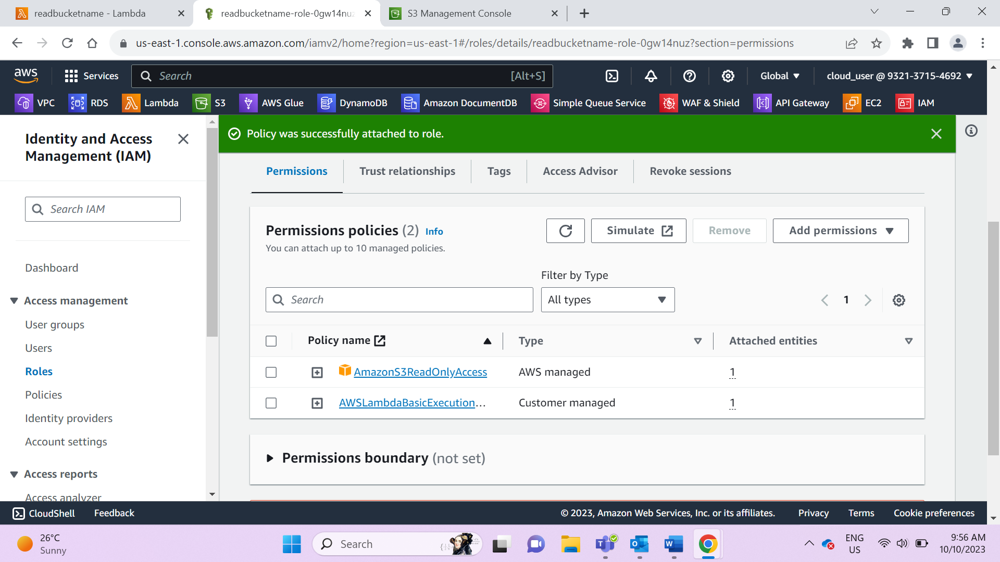 readbucketname - Lambda
readbucketname-role-0gw14nuz
S3 Management Console
us-east-1.console.aws.amazon.com/iamv2/home?region=us-east-1#/roles/details/readbucketname-role-0gw14nuz?section=permissions
aws
Services
Search
[Alt+S]
Global
cloud_user @ 9321-3715-4692
VPC
RDS
Lambda
S3
AWS Glue
DynamoDB
Amazon DocumentDB
Simple Queue Service
WAF & Shield
API Gateway
EC2
IAM
Identity and Access
Management (IAM)
Search IAM
Dashboard
Access management
User groups
Users
Roles
Policies
Identity providers
Account settings
Access reports
Access analyzer
Policy was successfully attached to role.
Permissions
Trust relationships
Tags
Access Advisor
Revoke sessions
Permissions policies (2) Info
You can attach up to 10 managed policies.
Simulate
Remove
Add permissions
Filter by Type
Search
All types
1
Policy name
Type
Attached entities
AmazonS3ReadOnlyAccess
AWS managed
1
AWSLambdaBasicExecution...
Customer managed
1
Permissions boundary (not set)
CloudShell
Feedback
© 2023, Amazon Web Services, Inc. or its affiliates.
Privacy
Terms
Cookie preferences
26°C
Sunny
Search
ENG
US
9:56 AM
10/10/2023